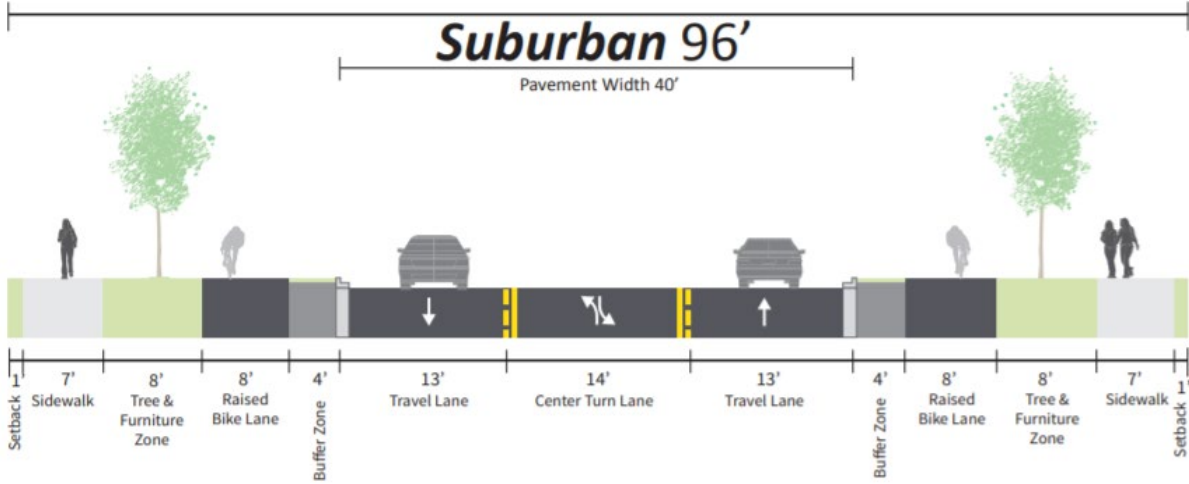 Suburban 96’
Pavement Width 40’
1’ 7’ 8’ 8’ 4’ 13’ 14’ 13’ 4’ 8’ 8’ 7’ 1’
Setback
Sidewalk
Tree &
Furniture
Zone
Raised
Bike Lane
Buffer Zone
Travel Lane
Center Turn Lane
Travel Lane
Buffer Zone
Raised
Bike Lane
Tree &
Furniture
Zone
Sidewalk
Setback